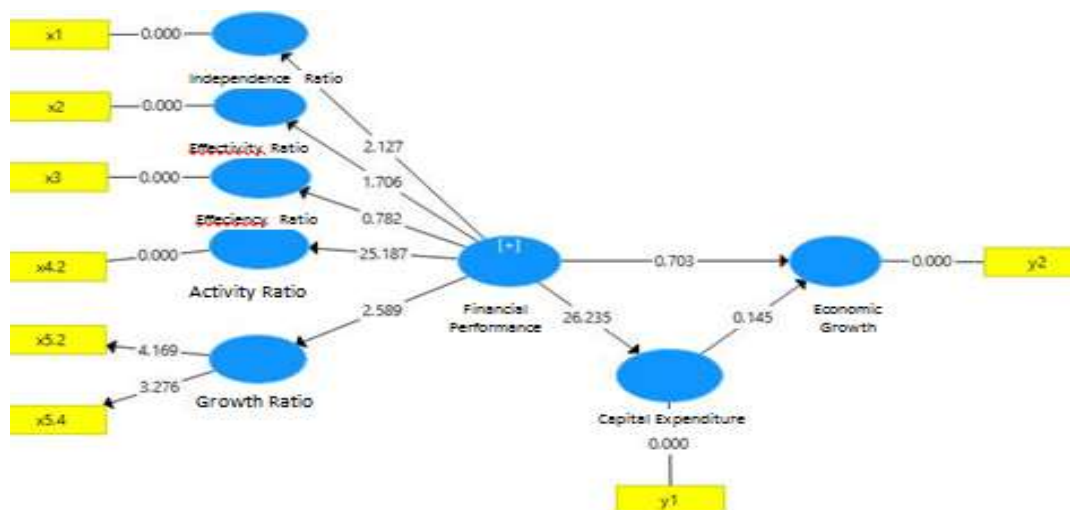 x1
0.000
Independence Ratio
x2
0.000
2.127
Effectivity Ratio
1.706
x3
0.000
0.782
Effeciency Ratio
[+]
25.187
0.703
0.000
y2
x4.2
0.000
Activity Ratio
Financial
Performance
Economic
Growth
2.589
26.235
0.145
x5.2
4.169
3.276
Growth Ratio
x5.4
Capital Expenditure
0.000
y1